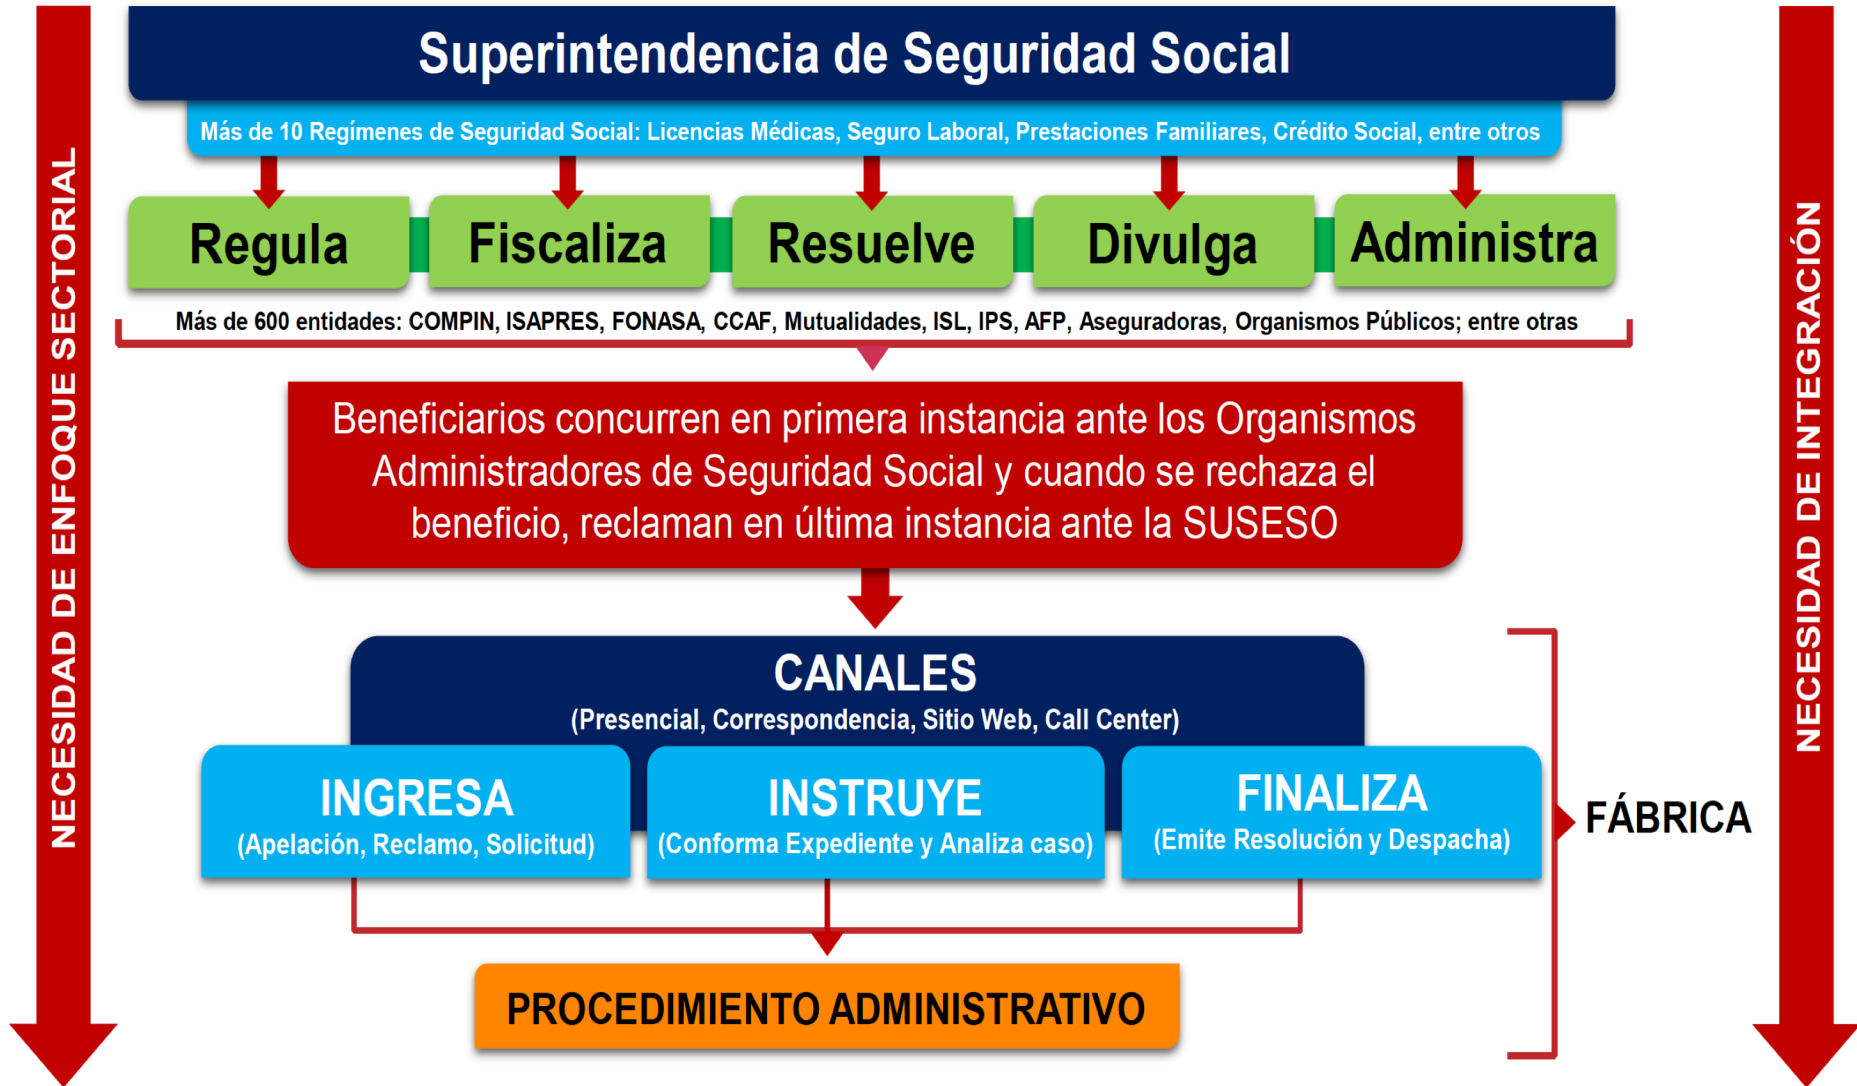 Superintendencia de Seguridad Social
Más de 10 Regímenes de Seguridad Social: Licencias Médicas, Seguro Laboral, Prestaciones Familiares, Crédito Social, entre otros
Regula
Fiscaliza
Resuelve
Divulga
Administra
Más de 600 entidades: COMPIN, ISAPRES, FONASA, CCAF, Mutualidades, ISL, IPS, AFP, Aseguradoras, Organismos Públicos; entre otras
Beneficiarios concurren en primera instancia ante los Organismos
Administradores de Seguridad Social y cuando se rechaza el
beneficio, reclaman en última instancia ante la SUSESO
CANALES
(Presencial, Correspondencia, Sitio Web, Call Center)
INGRESA
(Apelación, Reclamo, Solicitud)
INSTRUYE
(Conforma Expediente y Analiza caso)
FINALIZA
(Emite Resolución y Despacha)
FÁBRICA
PROCEDIMIENTO ADMINISTRATIVO
NECESIDAD DE ENFOQUE SECTORIAL
NECESIDAD DE INTEGRACIÓN